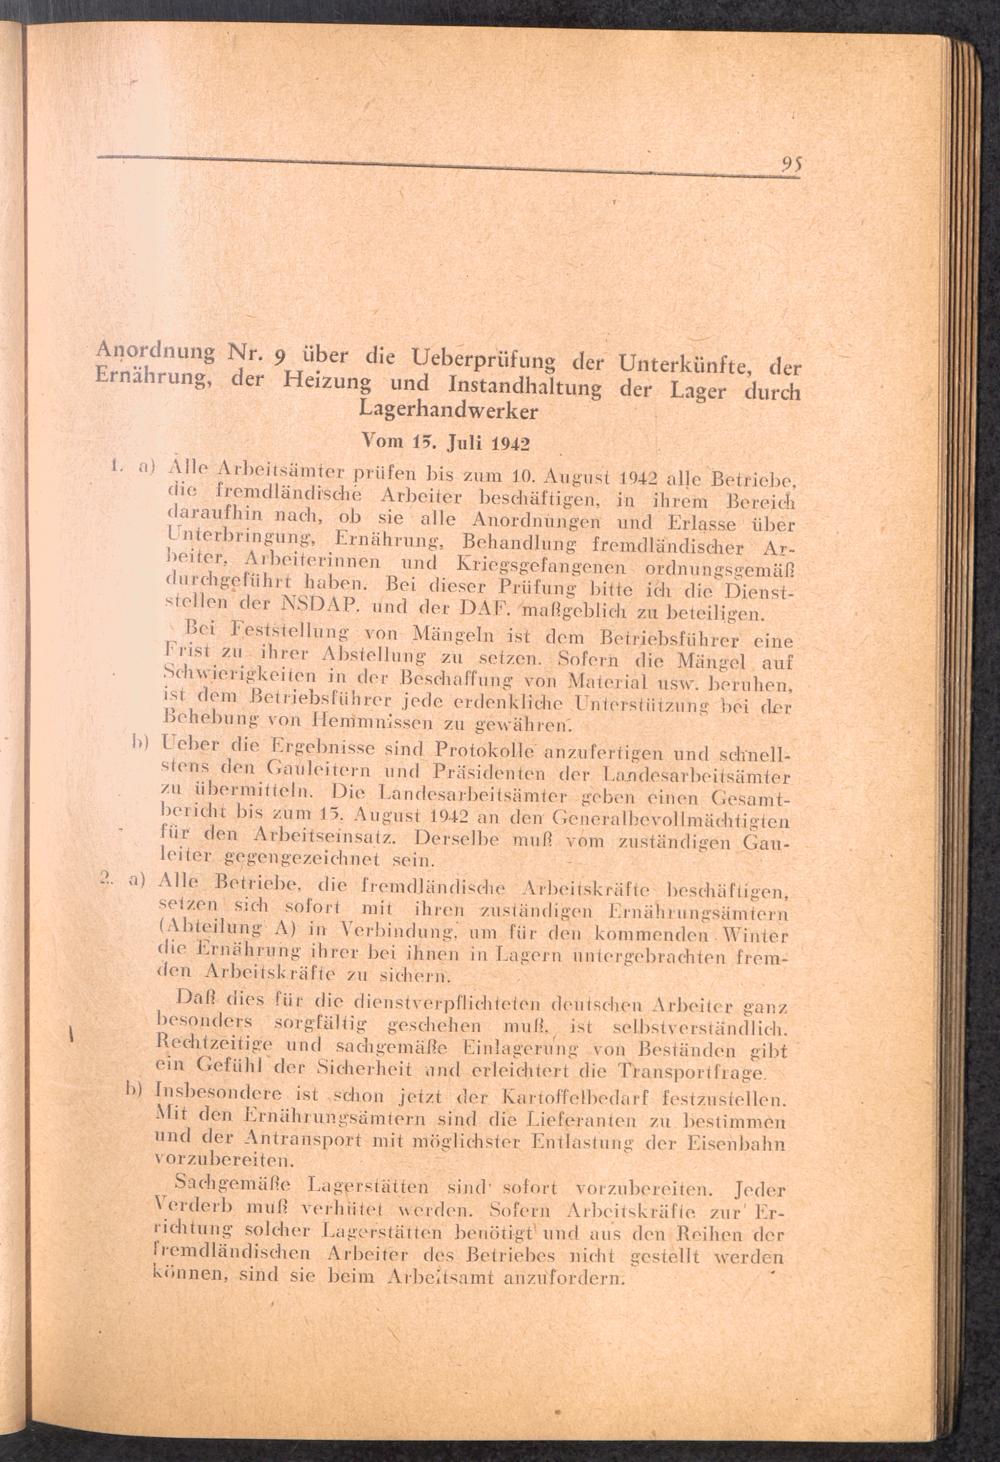 95
Anordnung Nr. 9 über die Ueberprüfung der Unterkünfte, der
Ernährung, der Heizung und Instandhaltung der Lager durch
Lagerhandwerker
Vom 15. Juli 1942
1. a) Alle Arbeitsämter prüfen bis zum 10. August 1942 alle Betriebe,
die fremdländische Arbeiter beschäftigen, in ihrem Bereich
daraufhin nach, ob sie alle Anordnungen und Erlasse über
Unterbringung, Ernährung, Behandlung fremdländischer Ar-
beiter, Arbeiterinnen und Kriegsgefangenen ordnungsgemäß
durchgeführt haben. Bei dieser Prüfung bitte ich die Dienst-
stellen der NSDAP. und der DAF. maßgeblich zu beteiligen.
Bei Feststellung von Mängeln ist dem Betriebsführer eine
Frist zu ihrer Abstellung zu setzen. Sofern die Mängel auf
Schwierigkeiten in der Beschaffung von Material usw. beruhen,
ist dem Betriebsführer jede erdenkliche Unterstützung bei der
Behebung von Hemmnissen zu gewähren.
b) Ueber die Ergebnisse sind Protokolle anzufertigen und schnell-
stens den Gauleitern und Präsidenten der Landesarbeitsämter
zu übermitteln. Die Landesarbeitsämter geben einen Gesamt-
bericht bis zum 15. August 1942 an den Generalbevollmächtigten
für den Arbeitseinsatz. Derselbe muß vom zuständigen Gau-
leiter gegengezeichnet sein.
2. a) Alle Betriebe, die fremdländische Arbeitskräfte beschäftigen,
setzen sich sofort mit ihren zuständigen Ernährungsämtern
(Abteilung A) in Verbindung, um für den kommenden Winter
die Ernährung ihrer bei ihnen in Lagern untergebrachten frem-
den Arbeitskräfte zu sichern.
Daß dies für die dienstverpflichteten deutschen Arbeiter ganz
besonders sorgfältig geschehen muß, ist selbstverständlich.
Rechtzeitige und sachgemäße Einlagerung von Beständen gibt
ein Gefühl der Sicherheit und erleichtert die Transportfrage.
b) Insbesondere ist schon jetzt der Kartoffelbedarf festzustellen.
Mit den Ernährungsämtern sind die Lieferanten zu bestimmen
und der Antransport mit möglichster Entlastung der Eisenbahn
vorzubereiten.
Sachgemäße Lagerstätten sind sofort vorzubereiten. Jeder
Verderb muß verhütet werden. Sofern Arbeitskräfte zur Er-
richtung solcher Lagerstätten benötigt und aus den Reihen der
fremdländischen Arbeiter des Betriebes nicht gestellt werden
können, sind sie beim Arbeitsamt anzufordern.